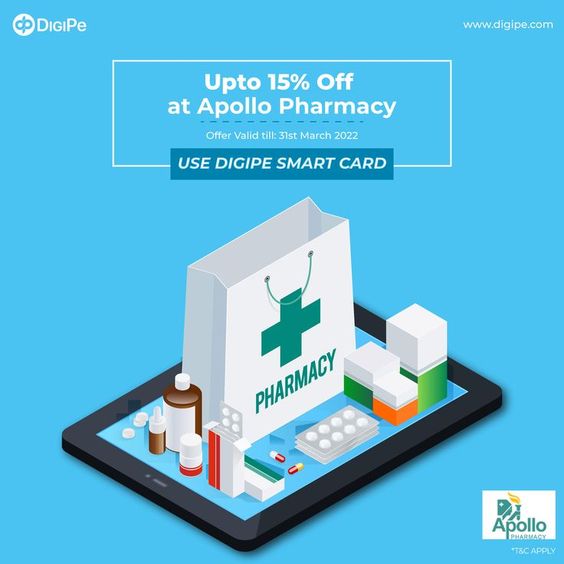 DIGIPE
www.digipe.com
Upto 15% Off
at Apollo Pharmacy
Offer Valid till: 31st March 2022
USE DIGIPE SMART CARD
PHARMACY
Apollo
PHARMACY
*T&C APPLY